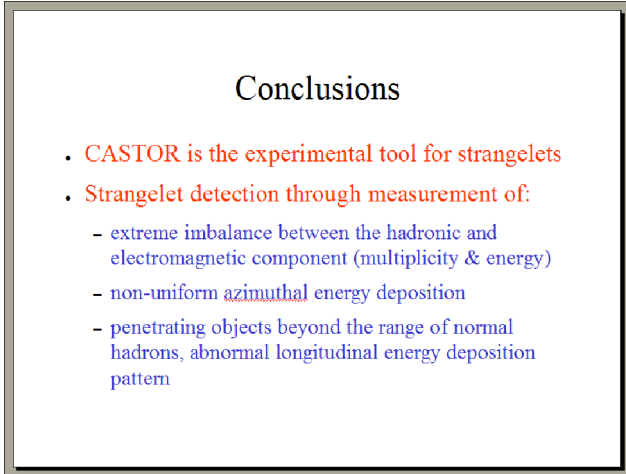 Conclusions
• CASTOR is the experimental tool for strangelets
• Strangelet detection through measurement of:
– extreme imbalance between the hadronic and
electromagnetic component (multiplicity & energy)
– non-uniform azimuthal energy deposition
– penetrating objects beyond the range of normal
hadrons, abnormal longitudinal energy deposition
pattern